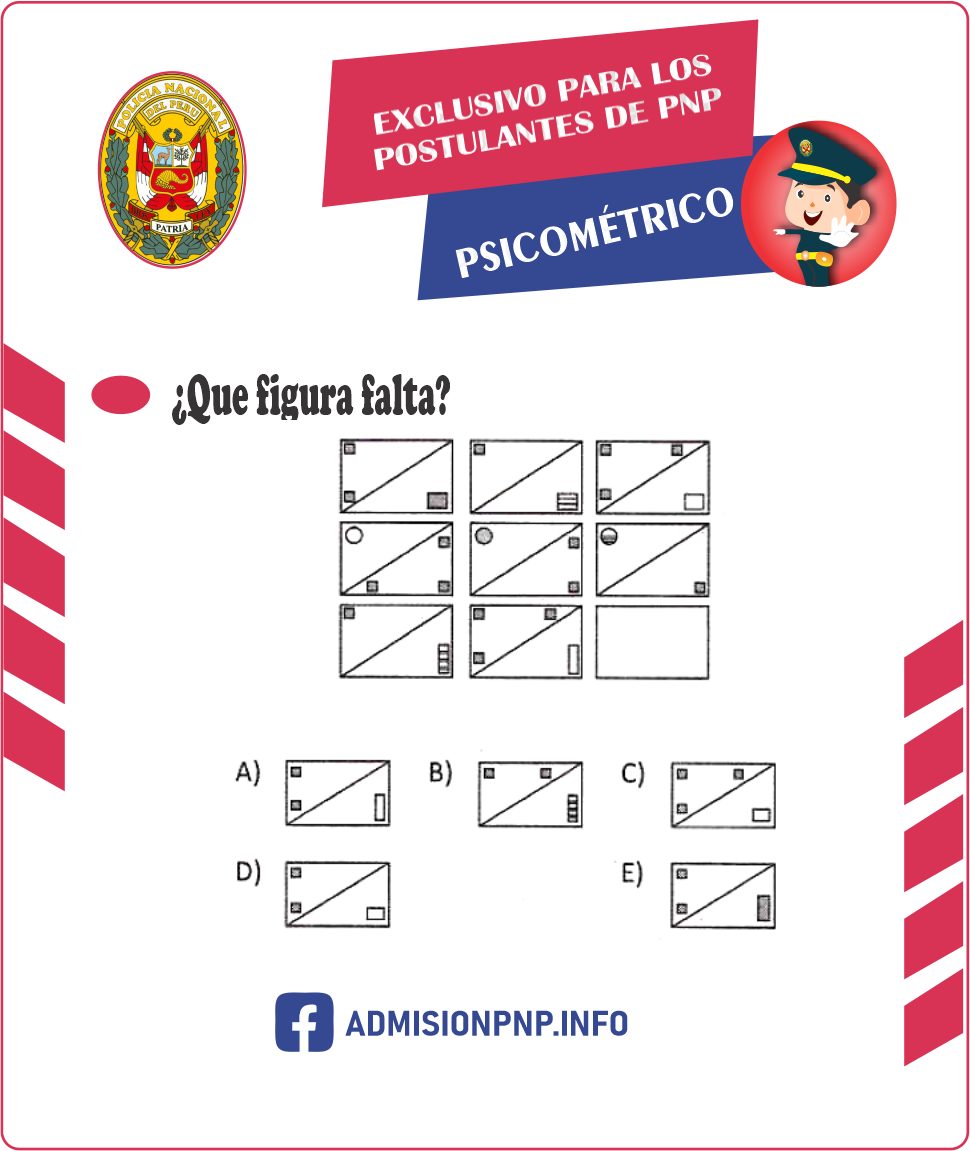 POLICIA NACIONAL
DEL PERU
PATRIA
EXCLUSIVO PARA LOS
POSTULANTES DE PNP
PSICOMÉTRICO
¿Que figura falta?
A)
B)
C)
D)
E)
ADMISIONPNP.INFO